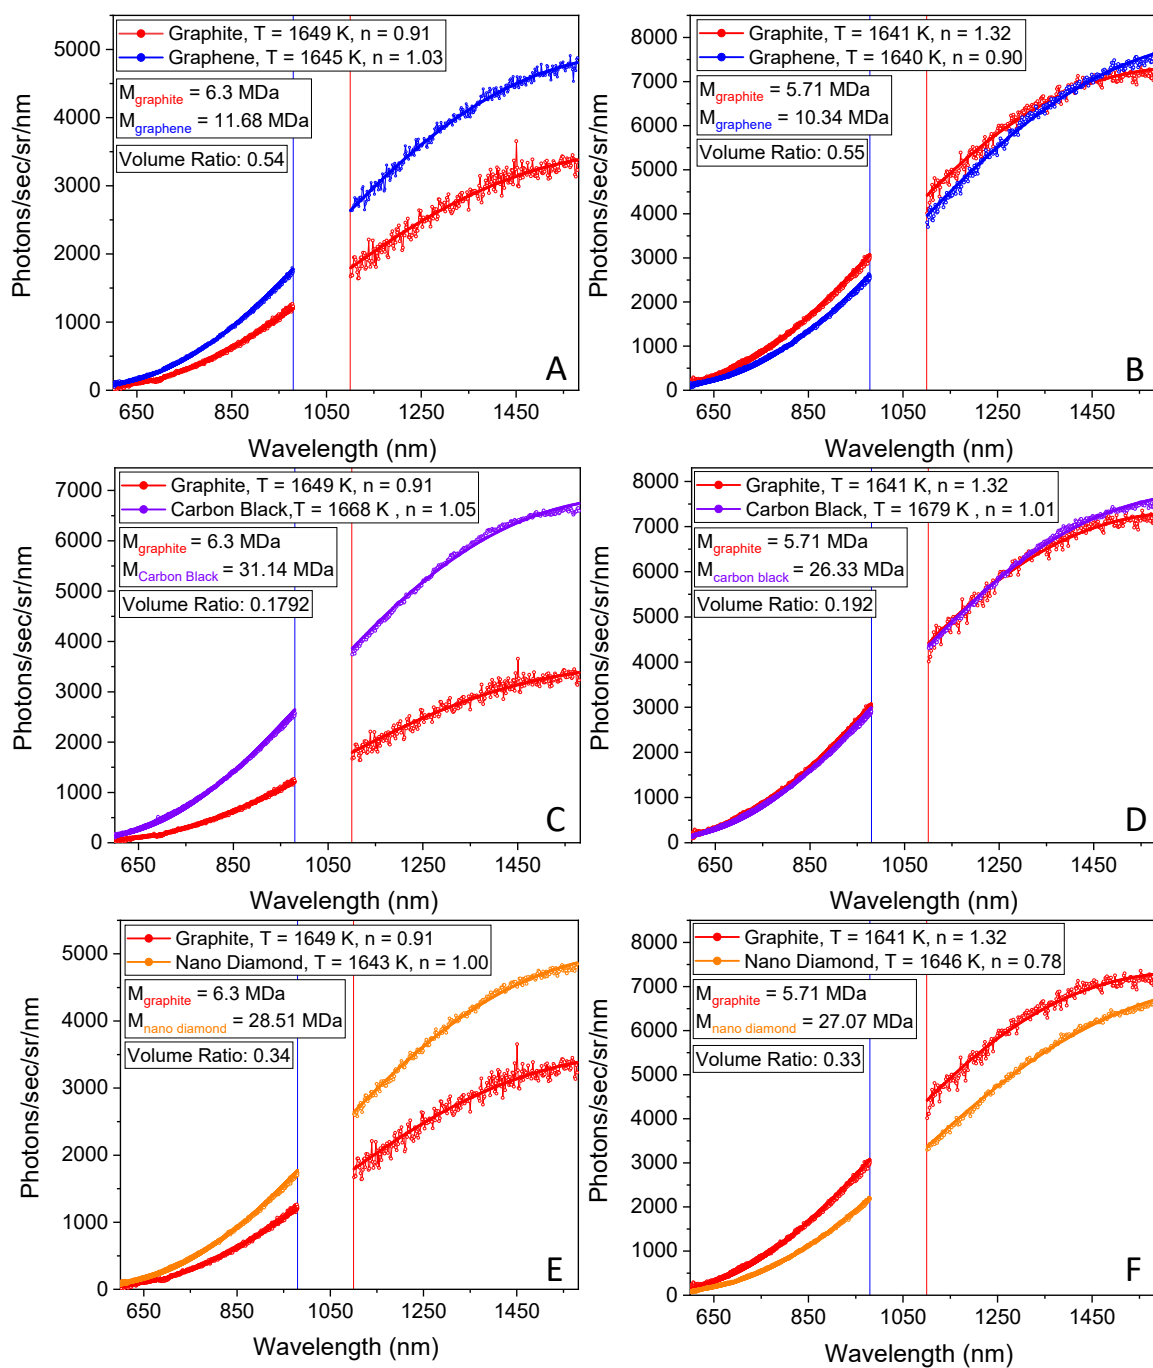 Graphite, T = 1649 K, n = 0.91
Graphene, T = 1645 K, n = 1.03
M graphite = 6.3 MDa
M graphene = 11.68 MDa
Volume Ratio: 0.54
5000
4000
3000
2000
1000
0
650
850
1050
1250
1450
Photons/sec/sr/nm
Wavelength (nm)
A
Graphite, T = 1641 K, n = 1.32
Graphene, T = 1640 K, n = 0.90
M graphite = 5.71 MDa
M graphene = 10.34 MDa
Volume Ratio: 0.55
8000
7000
6000
5000
4000
3000
2000
1000
0
650
850
1050
1250
1450
Photons/sec/sr/nm
Wavelength (nm)
B
Graphite, T = 1649 K, n = 0.91
Carbon Black,T = 1668 K , n = 1.05
M graphite = 6.3 MDa
M Carbon Black = 31.14 MDa
Volume Ratio: 0.1792
7000
6000
5000
4000
3000
2000
1000
0
650
850
1050
1250
1450
Photons/sec/sr/nm
Wavelength (nm)
C
Graphite, T = 1641 K, n = 1.32
Carbon Black, T = 1679 K, n = 1.01
M graphite = 5.71 MDa
M carbon black = 26.33 MDa
Volume Ratio: 0.192
8000
7000
6000
5000
4000
3000
2000
1000
0
650
850
1050
1250
1450
Photons/sec/sr/nm
Wavelength (nm)
D
Graphite, T = 1649 K, n = 0.91
Nano Diamond, T = 1643 K, n = 1.00
M graphite = 6.3 MDa
M nano diamond = 28.51 MDa
Volume Ratio: 0.34
5000
4000
3000
2000
1000
0
650
850
1050
1250
1450
Photons/sec/sr/nm
Wavelength (nm)
E
Graphite, T = 1641 K, n = 1.32
Nano Diamond, T = 1646 K, n = 0.78
M graphite = 5.71 MDa
M nano diamond = 27.07 MDa
Volume Ratio: 0.33
8000
7000
6000
5000
4000
3000
2000
1000
0
650
850
1050
1250
1450
Photons/sec/sr/nm
Wavelength (nm)
F